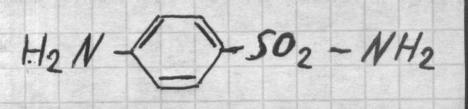 H₂N - SO₂ - NH₂